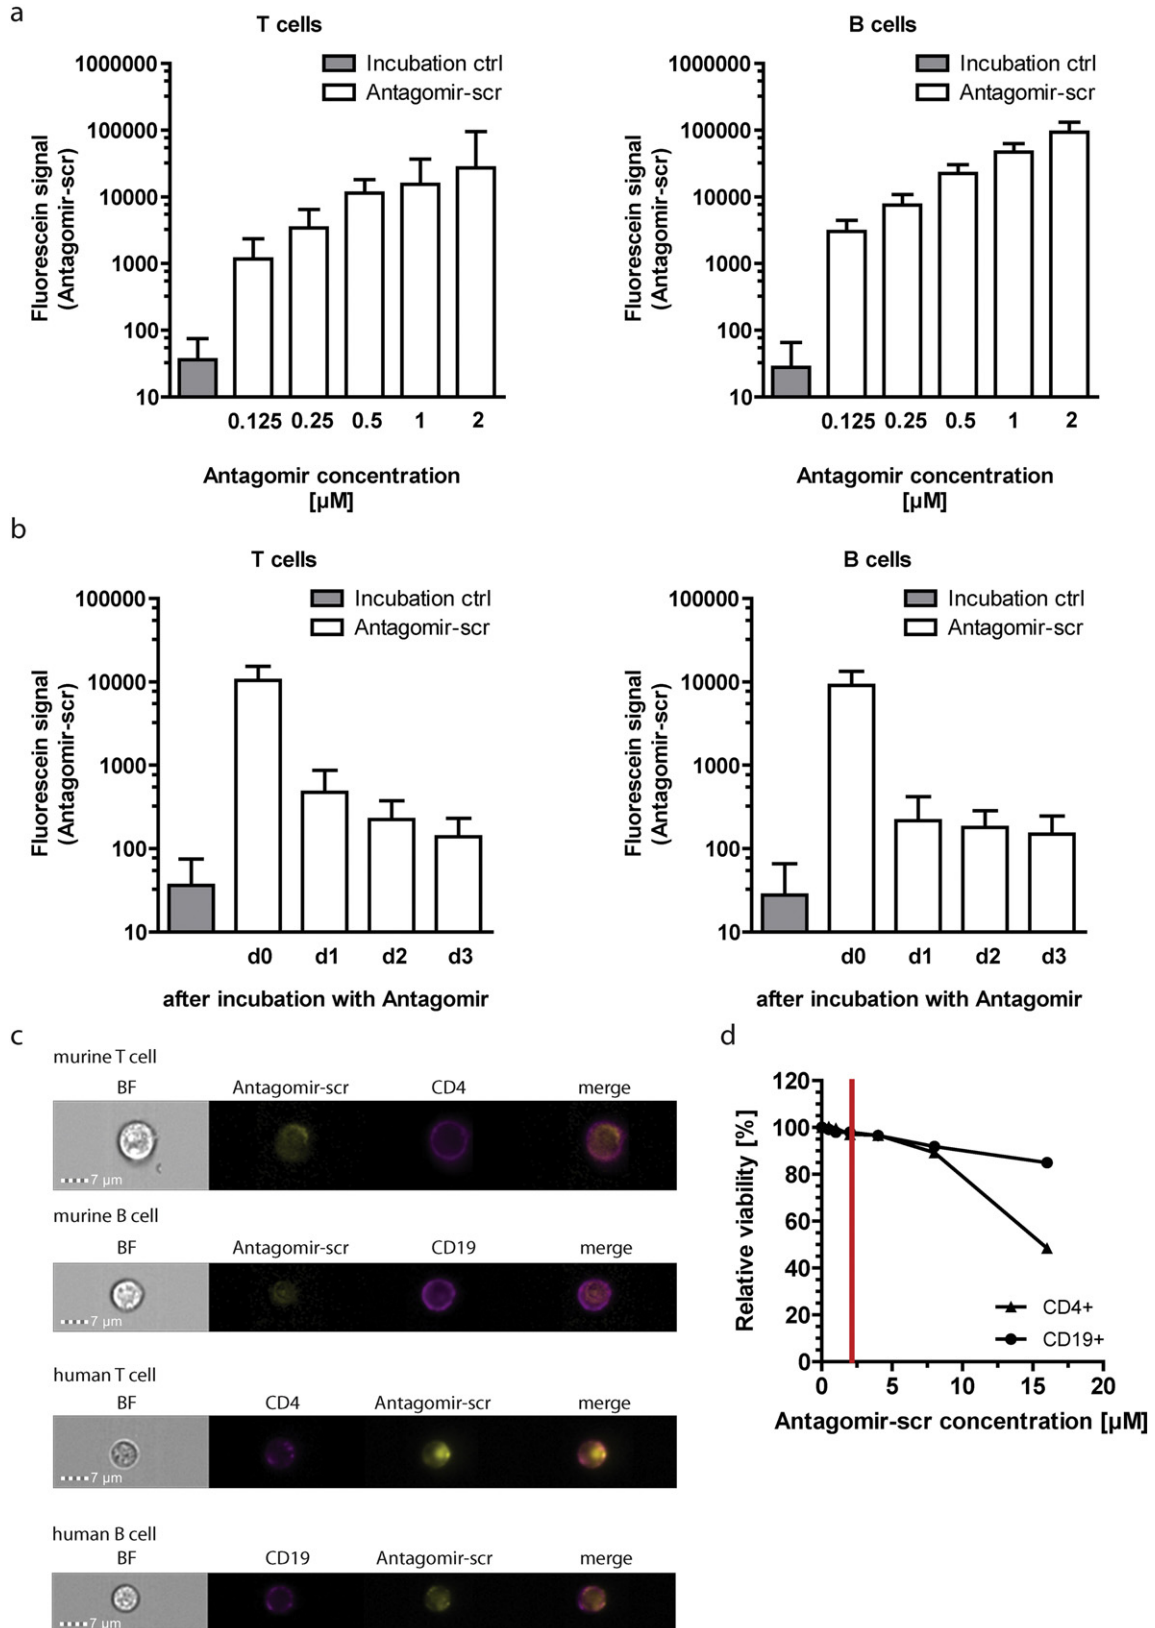 a
T cells
Incubation ctrl
Antagomir-scr
Fluorescein signal
(Antagomir-scr)
1000000
100000
10000
1000
100
10
0.125 0.25 0.5 1 2
Antagomir concentration
[µM]
B cells
Incubation ctrl
Antagomir-scr
Fluorescein signal
(Antagomir-scr)
1000000
100000
10000
1000
100
10
0.125 0.25 0.5 1 2
Antagomir concentration
[µM]
b
T cells
Incubation ctrl
Antagomir-scr
Fluorescein signal
(Antagomir-scr)
100000
10000
1000
100
10
d0 d1 d2 d3
after incubation with Antagomir
B cells
Incubation ctrl
Antagomir-scr
Fluorescein signal
(Antagomir-scr)
100000
10000
1000
100
10
d0 d1 d2 d3
after incubation with Antagomir
c
murine T cell
BF Antagomir-scr CD4 merge
7 µm
murine B cell
BF Antagomir-scr CD19 merge
7 µm
human T cell
BF CD4 Antagomir-scr merge
7 µm
human B cell
BF CD19 Antagomir-scr merge
7 µm
d
Relative viability [%]
120
100
80
60
40
20
0
CD4+
CD19+
0 5 10 15 20
Antagomir-scr concentration [µM]